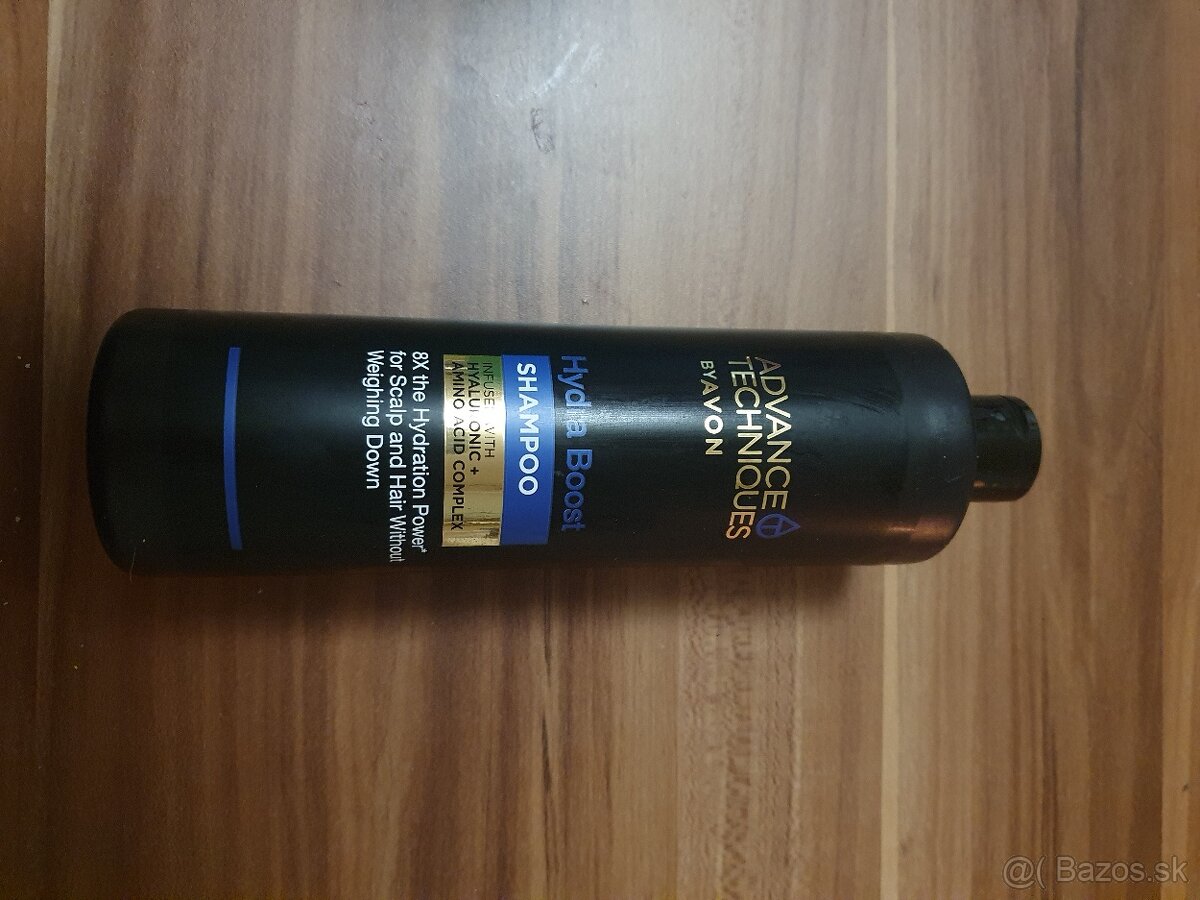 ADVANCE
TECHNIQUES
BY AVON
Hydra Boost
SHAMPOO
INFUSED WITH
HYALURONIC +
AMINO ACID COMPLEX
8X the Hydration Power*
for Scalp and Hair Without
Weighing Down
@( Bazos.sk